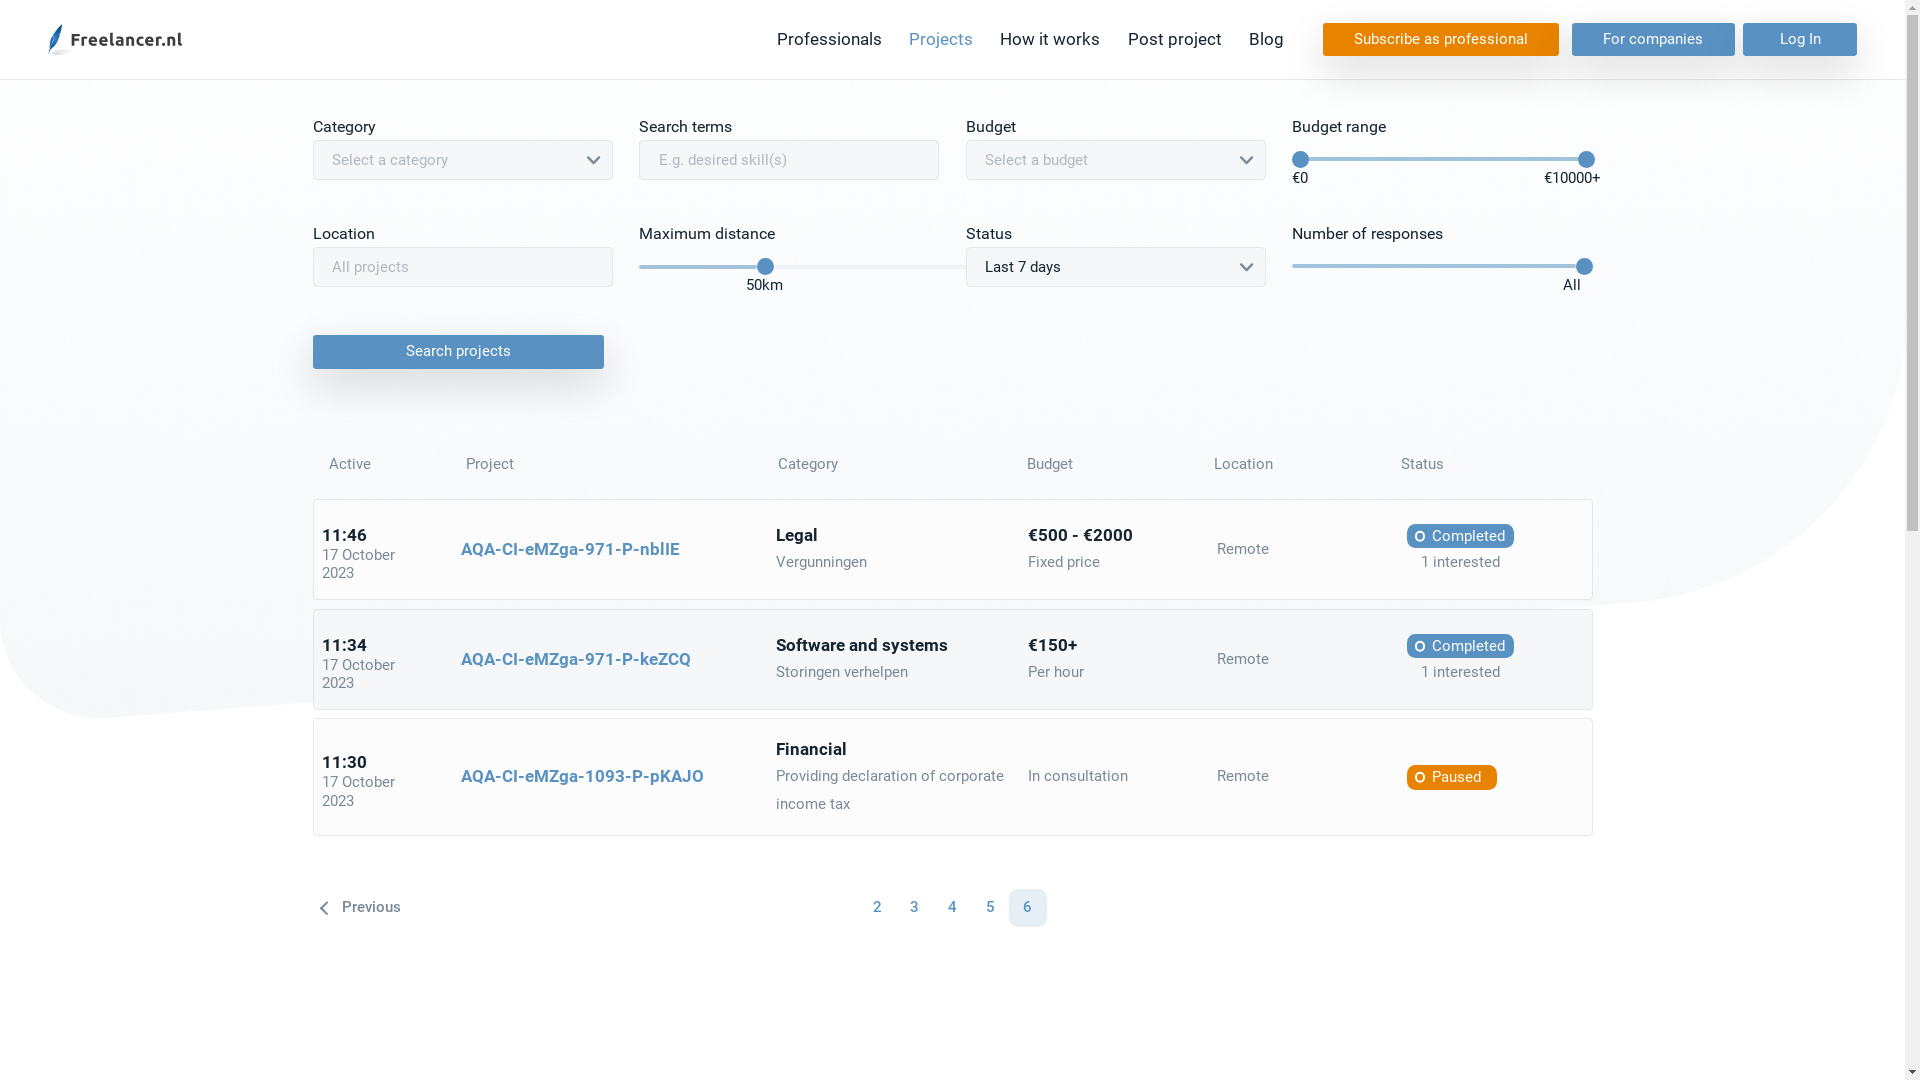 Freelancer.nl
Professionals Projects How it works Post project Blog Subscribe as professional For companies Log In
Category Search terms Budget Budget range
Select a category E.g. desired skill(s) Select a budget
€0 €10000+
Location Maximum distance Status Number of responses
All projects Last 7 days
50km All
Search projects
Active Project Category Budget Location Status
11:46
17 October
2023
AQA-CI-eMZga-971-P-nblIE
Legal
Vergunningen
€500 - €2000
Fixed price
Remote
Completed
1 interested
11:34
17 October
2023
AQA-CI-eMZga-971-P-keZCQ
Software and systems
Storingen verhelpen
€150+
Per hour
Remote
Completed
1 interested
11:30
17 October
2023
AQA-CI-eMZga-1093-P-pKAJO
Financial
Providing declaration of corporate
income tax
In consultation
Remote
Paused
Previous 2 3 4 5 6